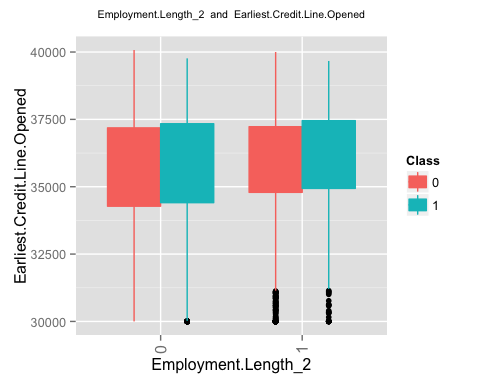 Employment.Length_2 and Earliest.Credit.Line.Opened
40000
37500
35000
32500
30000
Earliest.Credit.Line.Opened
0
1
Employment.Length_2
Class
0
1